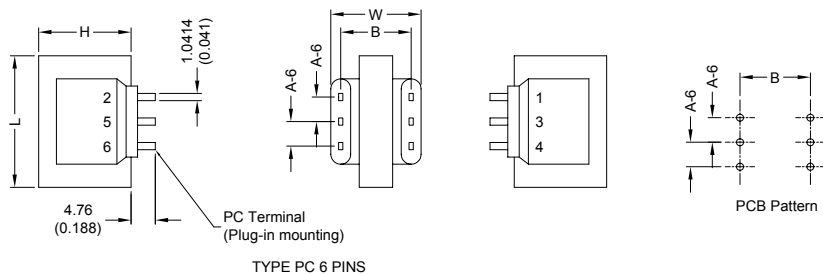 H
L
1.0414
(0.041)
2
5
6
4.76
(0.188)
PC Terminal
(Plug-in mounting)
W
B
A-6
A-6
1
3
4
B
A-6
A-6
PCB Pattern
TYPE PC 6 PINS